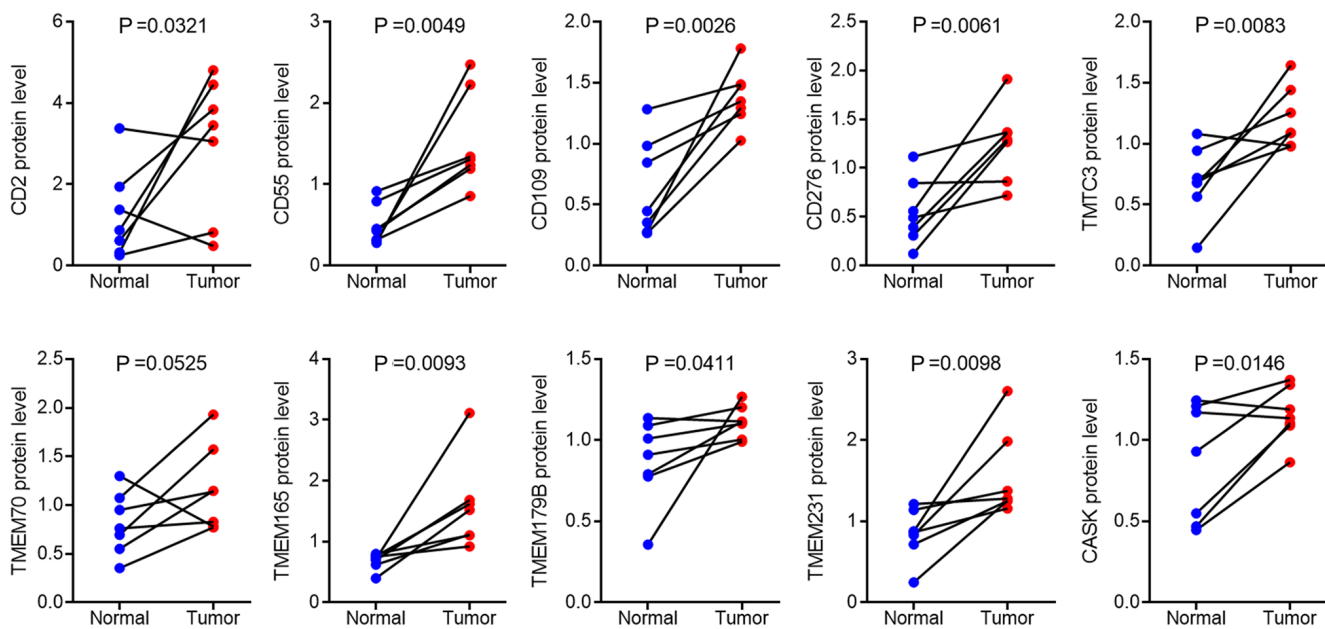 P =0.0321
CD2 protein level
6
4
2
0
Normal Tumor
P =0.0049
CD55 protein level
3
2
1
0
Normal Tumor
P =0.0026
CD109 protein level
2.0
1.5
1.0
0.5
0.0
Normal Tumor
P =0.0061
CD276 protein level
2.5
2.0
1.5
1.0
0.5
0.0
Normal Tumor
P =0.0083
TMTC3 protein level
2.0
1.5
1.0
0.5
0.0
Normal Tumor
P =0.0525
TMEM70 protein level
2.5
2.0
1.5
1.0
0.5
0.0
Normal Tumor
P =0.0093
TMEM165 protein level
4
3
2
1
0
Normal Tumor
P =0.0411
TMEM179B protein level
1.5
1.0
0.5
0.0
Normal Tumor
P =0.0098
TMEM231 protein level
3
2
1
0
Normal Tumor
P =0.0146
CASK protein level
1.5
1.0
0.5
0.0
Normal Tumor